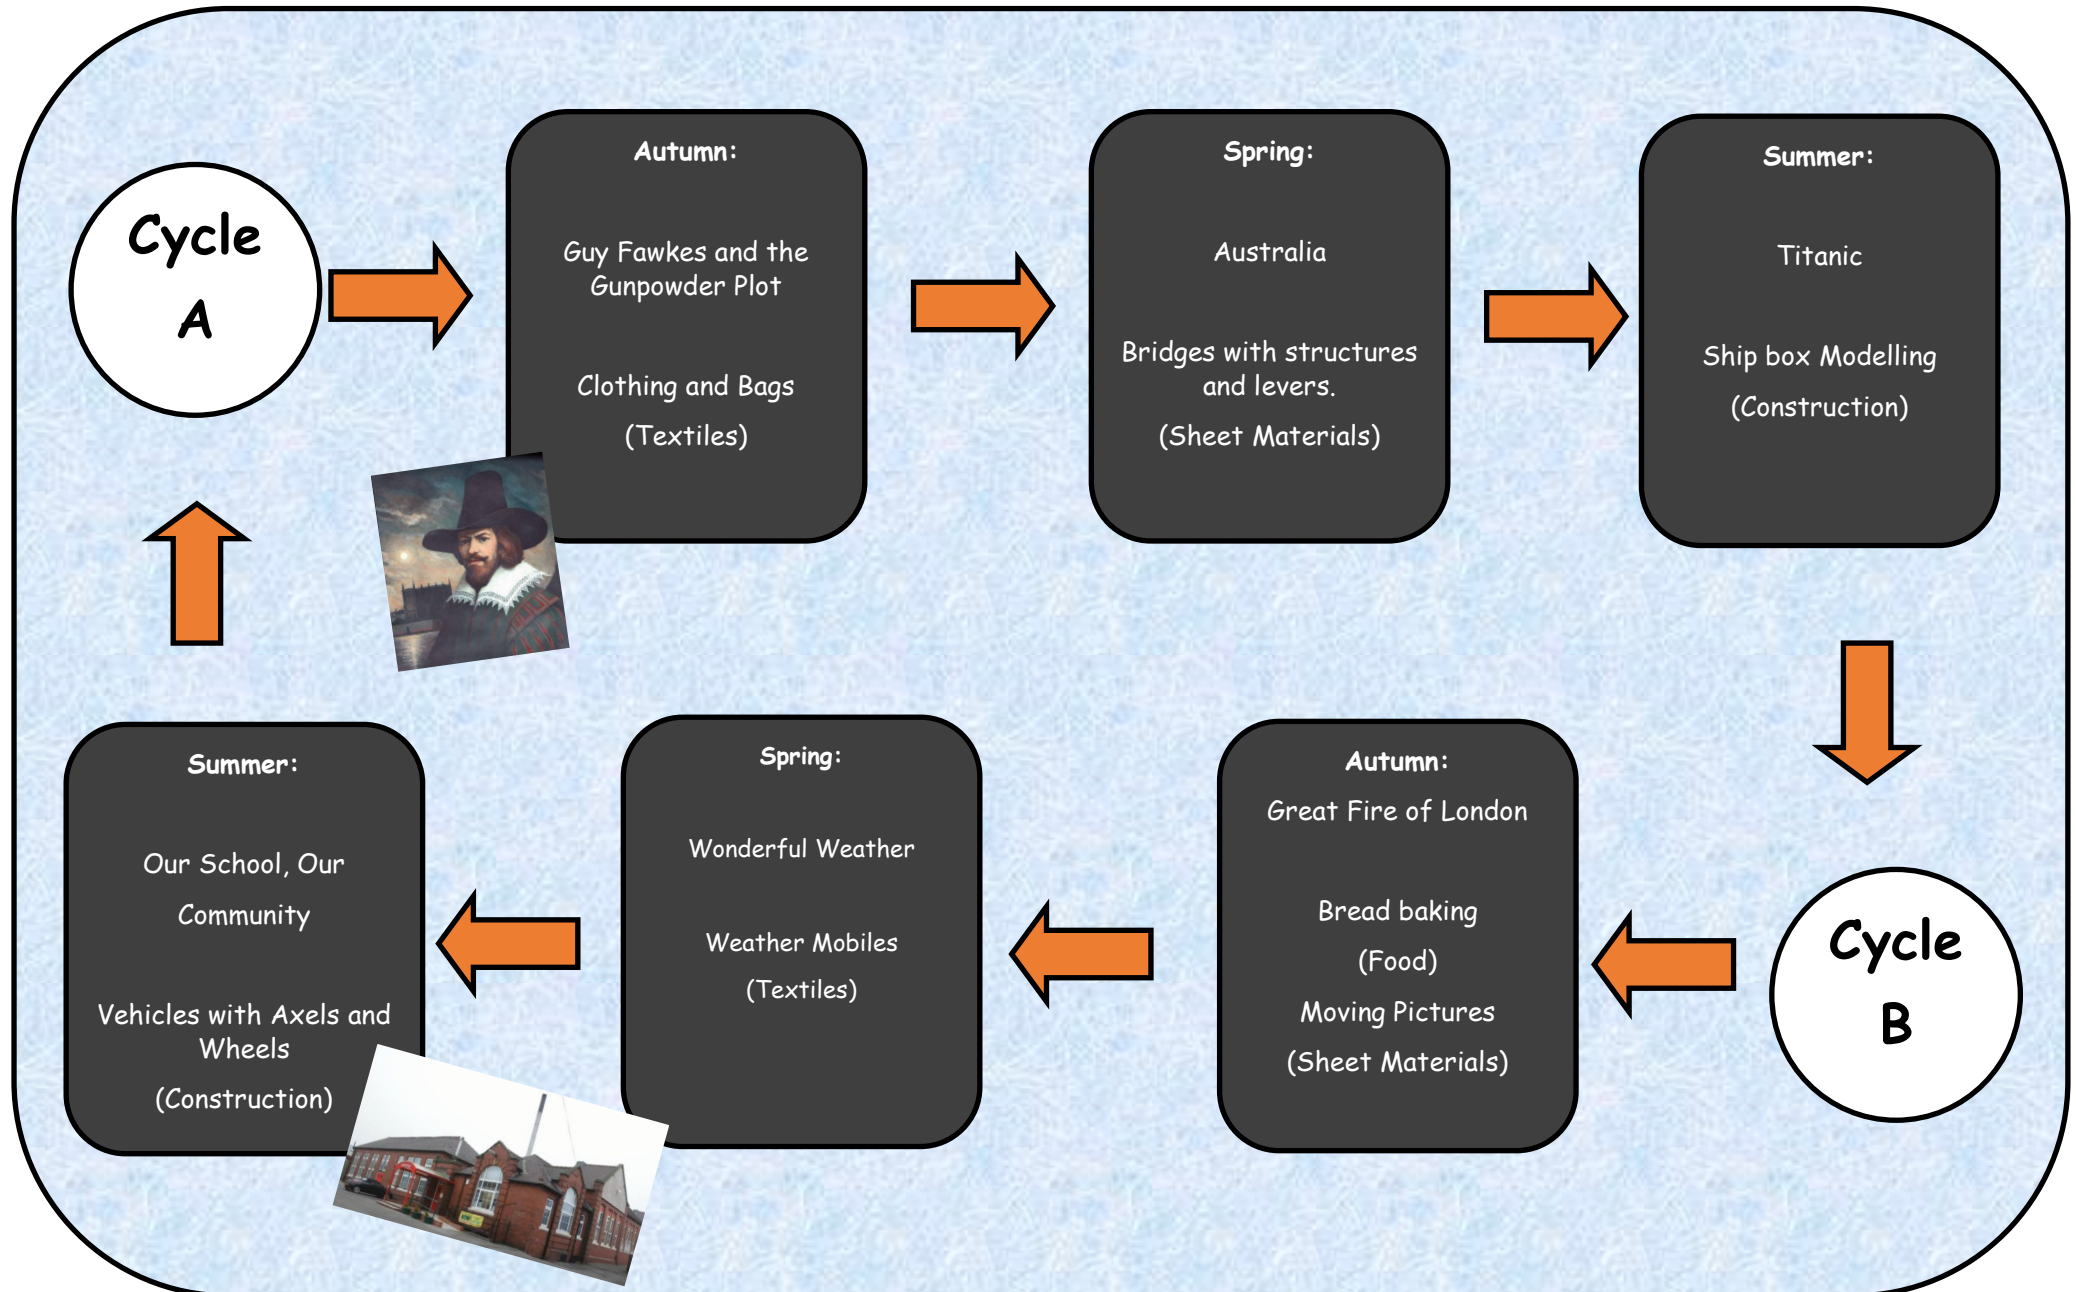 Cycle
A
Autumn:
Guy Fawkes and the
Gunpowder Plot
Clothing and Bags
(Textiles)
Spring:
Australia
Bridges with structures
and levers.
(Sheet Materials)
Summer:
Titanic
Ship box Modelling
(Construction)
Cycle
B
Autumn:
Great Fire of London
Bread baking
(Food)
Moving Pictures
(Sheet Materials)
Spring:
Wonderful Weather
Weather Mobiles
(Textiles)
Summer:
Our School, Our
Community
Vehicles with Axels and
Wheels
(Construction)